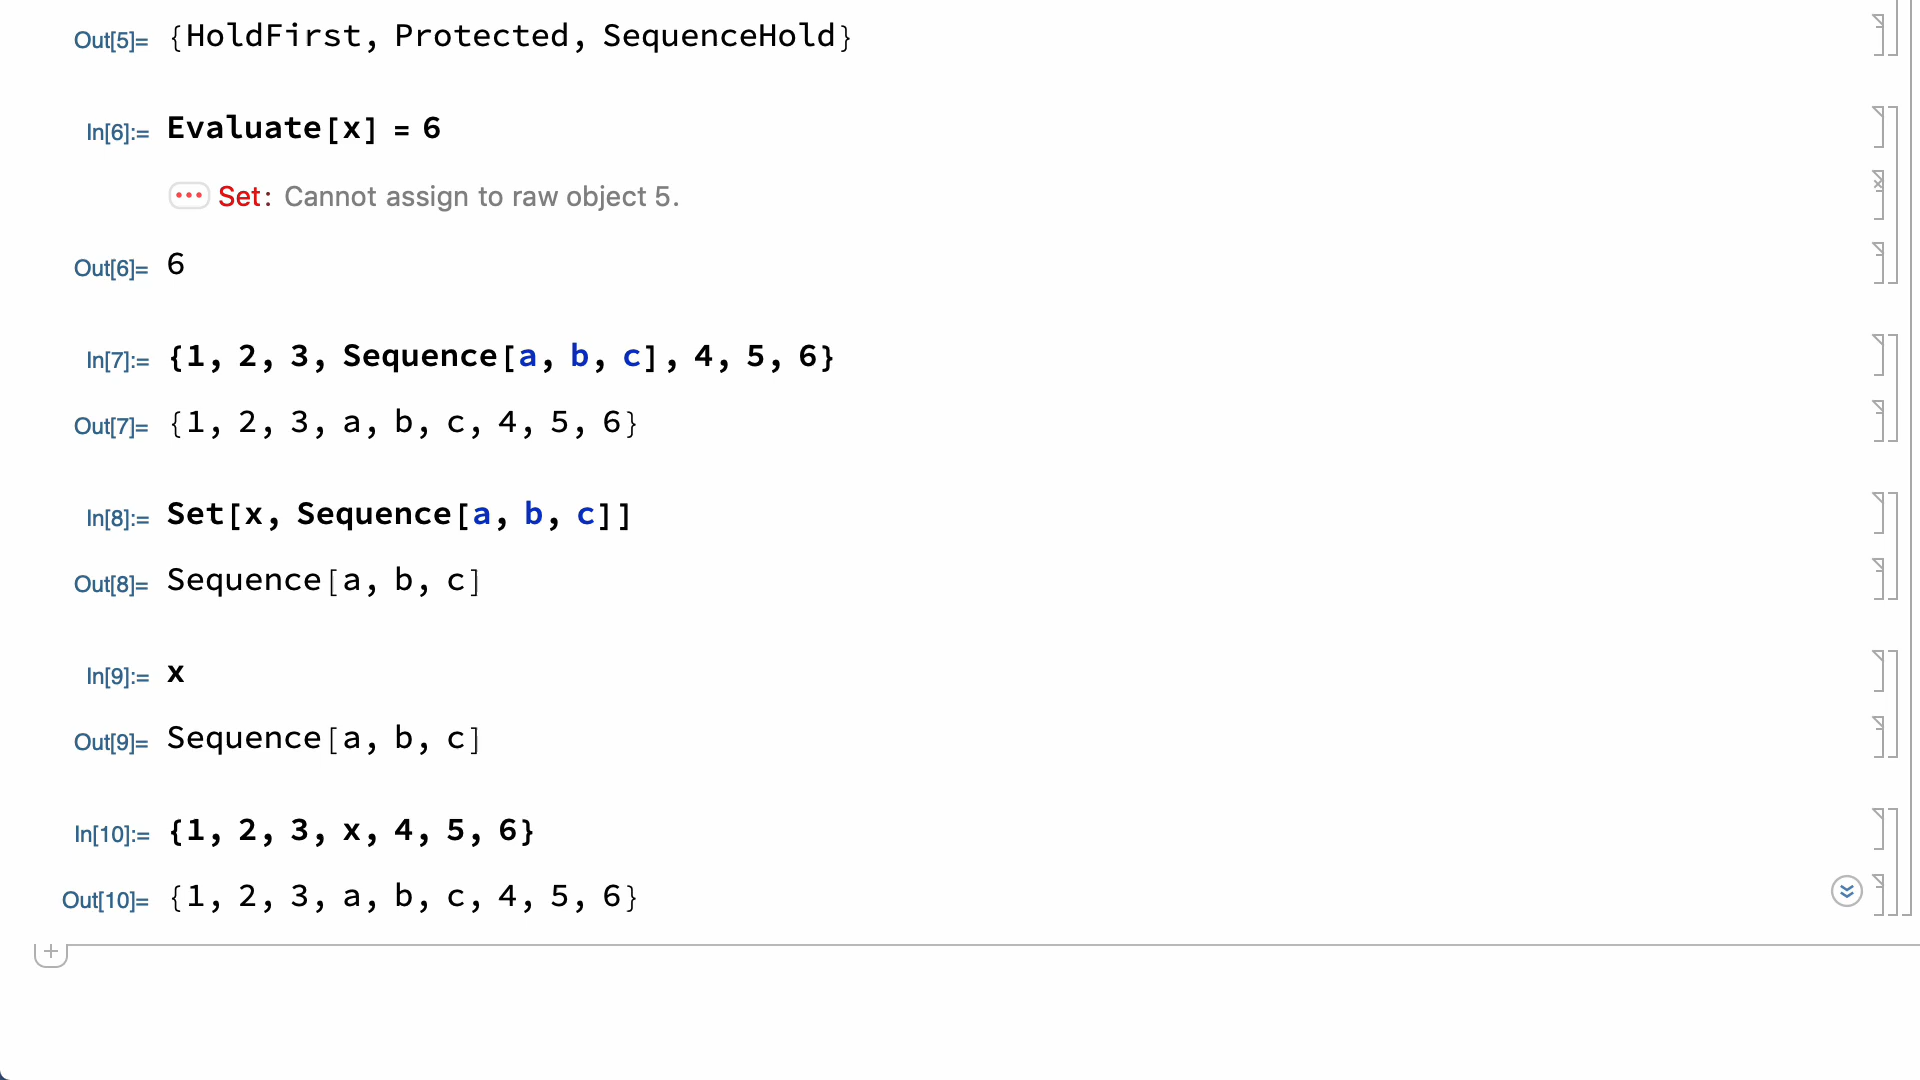 Out[5]= {HoldFirst, Protected, SequenceHold}
In[6]:= Evaluate[x] = 6
Set: Cannot assign to raw object 5.
Out[6]= 6
In[7]:= {1, 2, 3, Sequence[a, b, c], 4, 5, 6}
Out[7]= {1, 2, 3, a, b, c, 4, 5, 6}
In[8]:= Set[x, Sequence[a, b, c]]
Out[8]= Sequence[a, b, c]
In[9]:= x
Out[9]= Sequence[a, b, c]
In[10]:= {1, 2, 3, x, 4, 5, 6}
Out[10]= {1, 2, 3, a, b, c, 4, 5, 6}